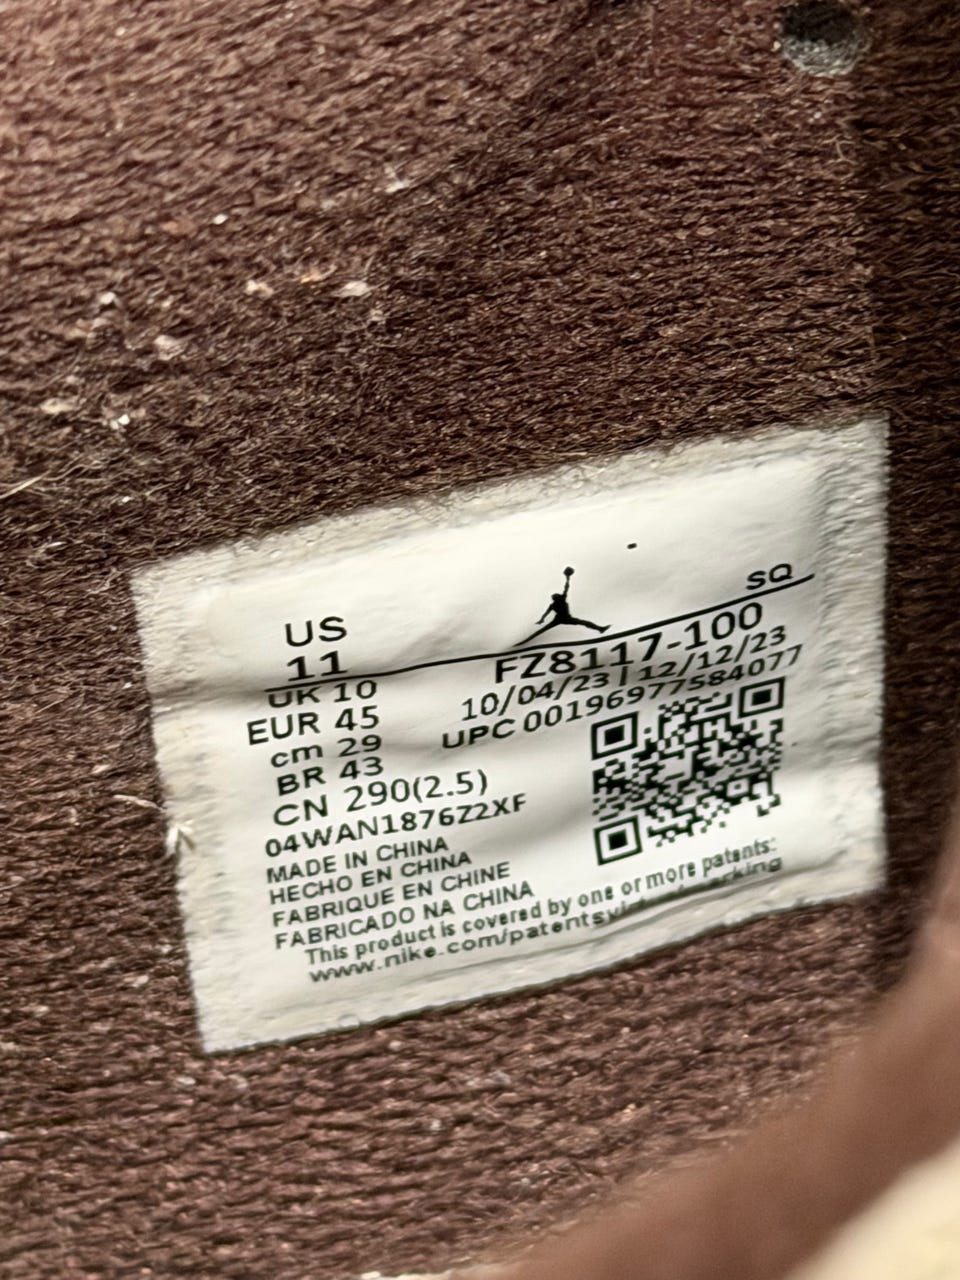 US
11
SQ
UK 10
FZ8117-100
EUR 45
10/04/23 | 12/12/23
cm 29
UPC 00196977584077
BR 43
CN 290(2.5)
04WAN1876Z2XF
MADE IN CHINA
HECHO EN CHINA
FABRIQUE EN CHINE
FABRICADO NA CHINA
This product is covered by one or more patents:
www.nike.com/patentsvirtualmarking